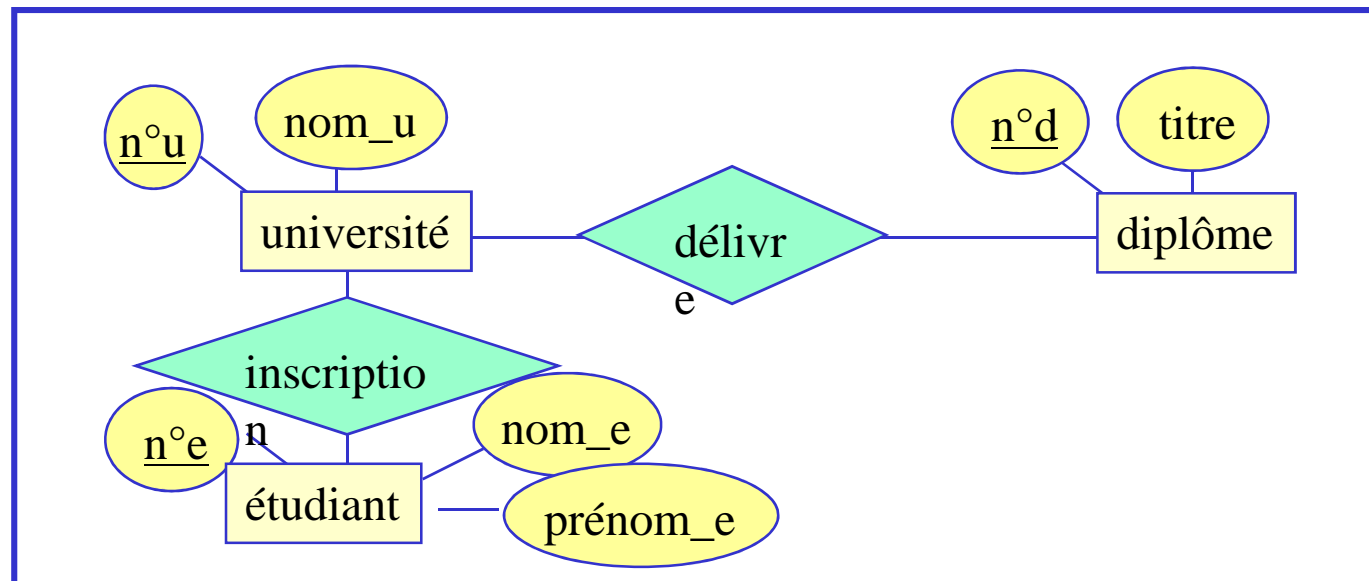 n°u
nom_u
n°d
titre
université
délivr
e
diplôme
inscriptio
n
n°e
nom_e
étudiant
prénom_e